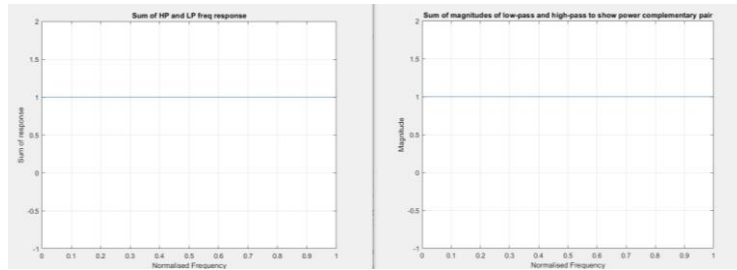 Sum of HP and LP freq response
2
1.5
1
0.5
0
-0.5
-1
Sum of response
0 0.1 0.2 0.3 0.4 0.5 0.6 0.7 0.8 0.9 1
Normalised Frequency
Sum of magnitudes of low-pass and high-pass to show power complementary pair
2
1.5
1
0.5
0
-0.5
-1
Magnitude
0 0.1 0.2 0.3 0.4 0.5 0.6 0.7 0.8 0.9 1
Normalised Frequency